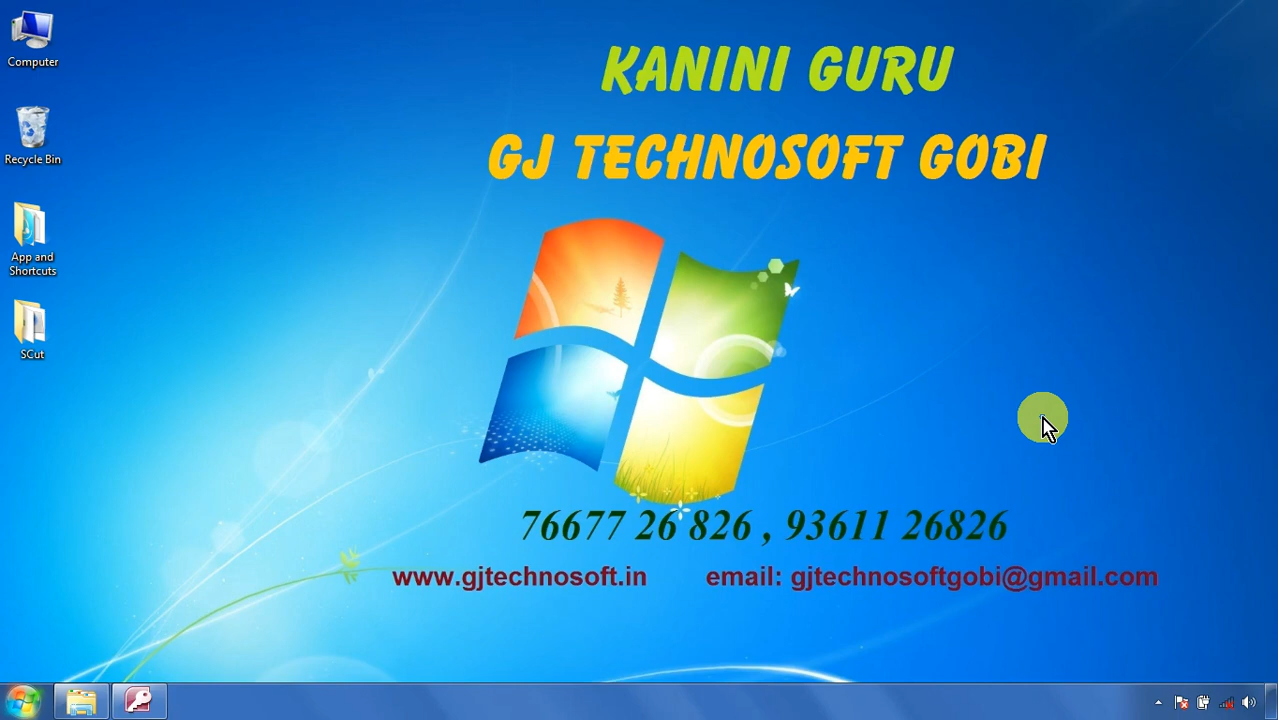 Computer
Recycle Bin
App and
Shortcuts
SCut
KANINI GURU
GJ TECHNOSOFT GOBI
76677 26 826 , 93611 26826
www.gjtechnosoft.in email: gjtechnosoftgobi@gmail.com